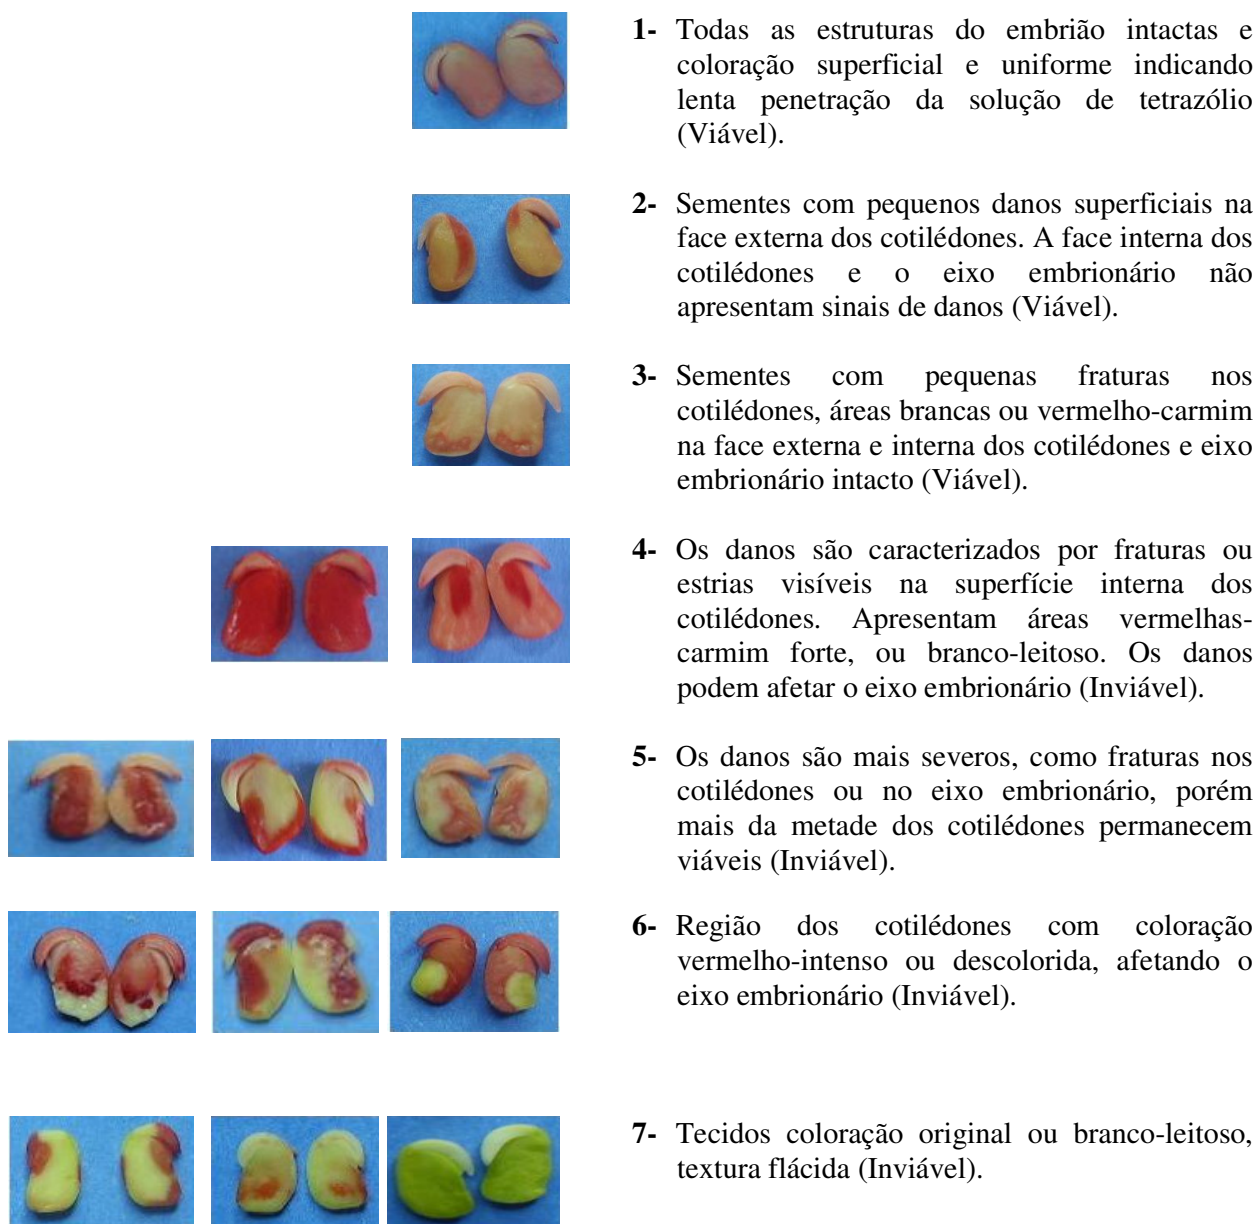 1- Todas as estruturas do embrião intactas e
coloração superficial e uniforme indicando
lenta penetração da solução de tetrazólio
(Viável).
2- Sementes com pequenos danos superficiais na
face externa dos cotilédones. A face interna dos
cotilédones e o eixo embrionário não
apresentam sinais de danos (Viável).
3- Sementes com pequenas fraturas nos
cotilédones, áreas brancas ou vermelho-carmim
na face externa e interna dos cotilédones e eixo
embrionário intacto (Viável).
4- Os danos são caracterizados por fraturas ou
estrias visíveis na superfície interna dos
cotilédones. Apresentam áreas vermelhas-
carmim forte, ou branco-leitoso. Os danos
podem afetar o eixo embrionário (Inviável).
5- Os danos são mais severos, como fraturas nos
cotilédones ou no eixo embrionário, porém
mais da metade dos cotilédones permanecem
viáveis (Inviável).
6- Região dos cotilédones com coloração
vermelho-intenso ou descolorida, afetando o
eixo embrionário (Inviável).
7- Tecidos coloração original ou branco-leitoso,
textura flácida (Inviável).